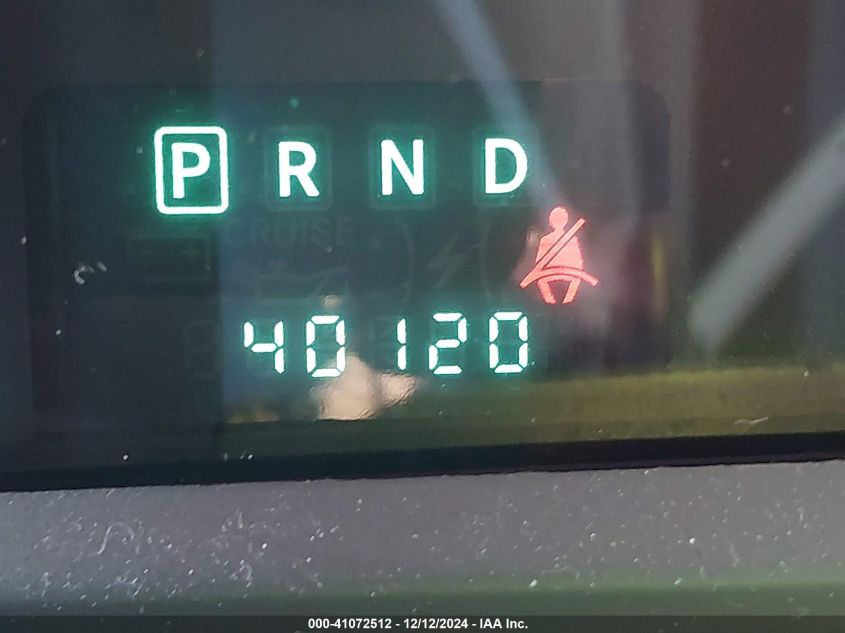 P R N D
CRUISE
40120
000-41072512 - 12/12/2024 - IAA Inc.